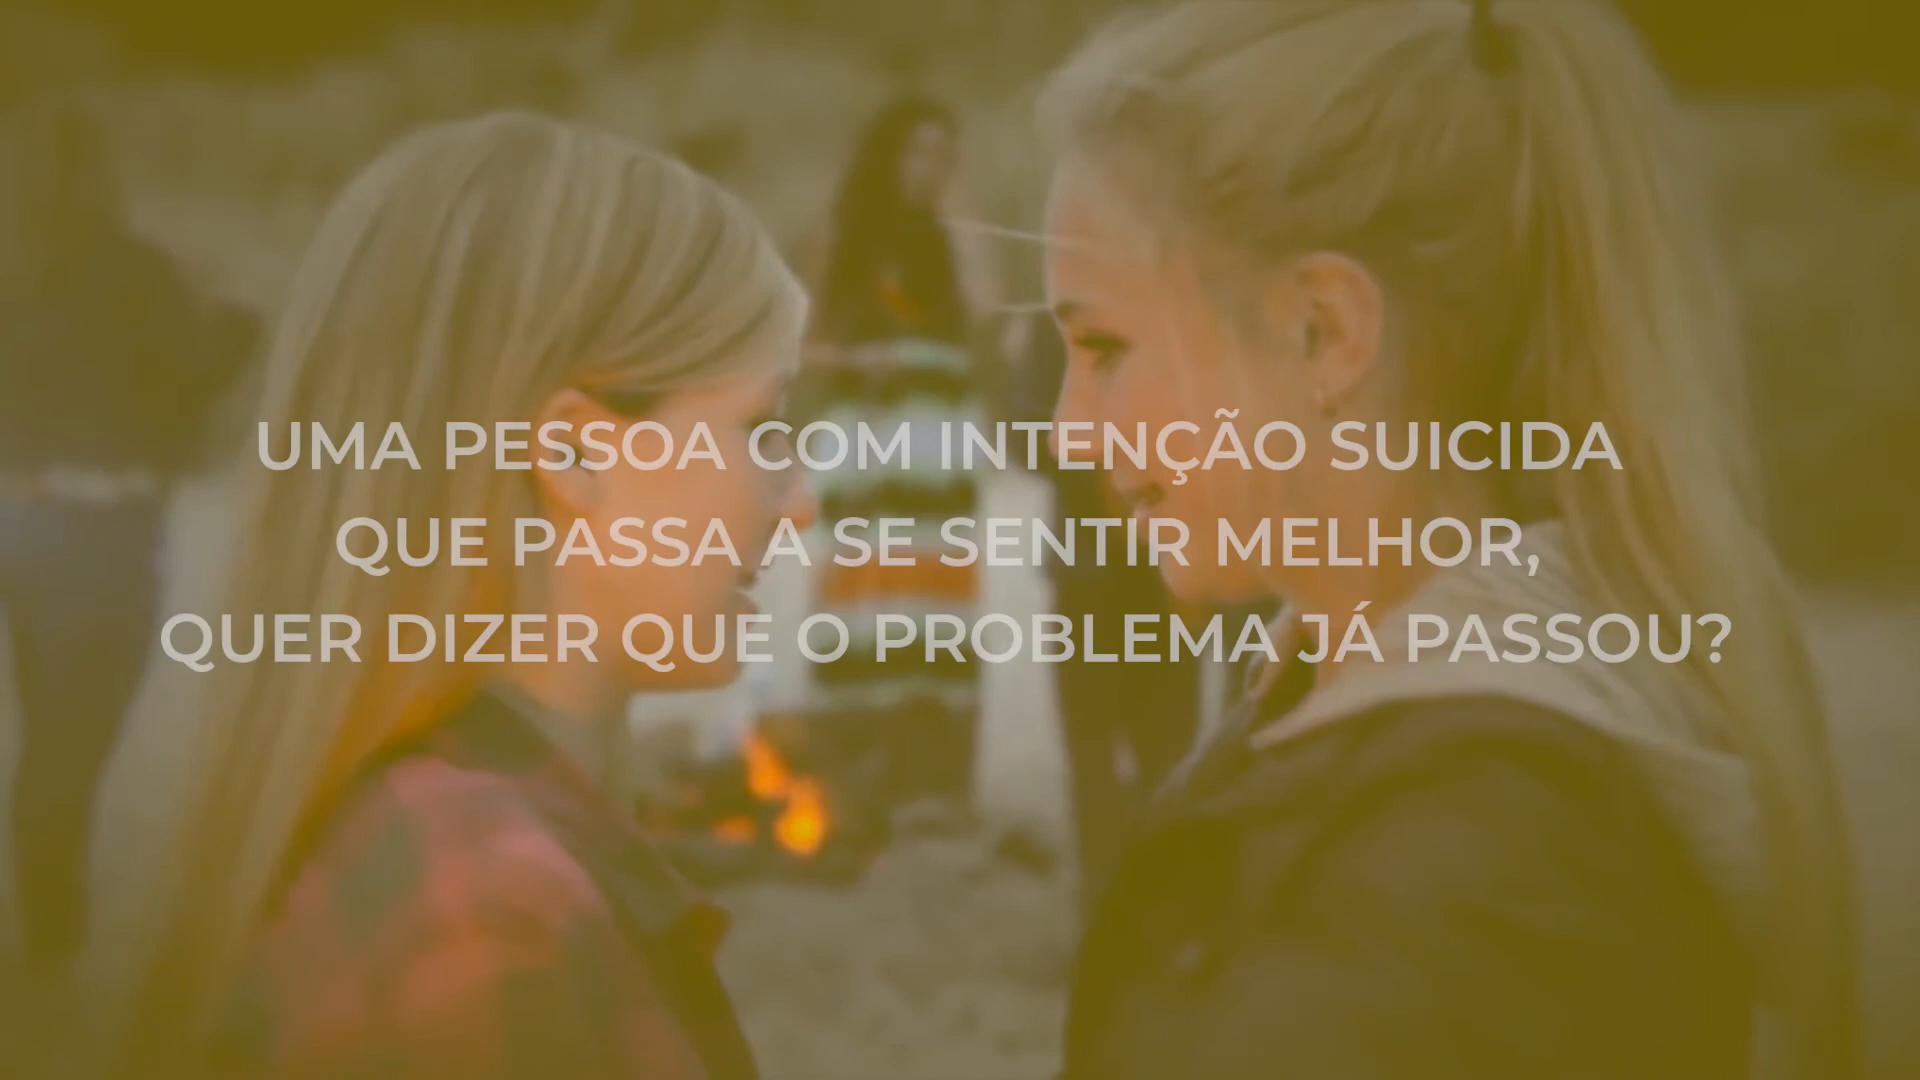 UMA PESSOA COM INTENÇÃO SUICIDA
QUE PASSA A SE SENTIR MELHOR,
QUER DIZER QUE O PROBLEMA JÁ PASSOU?